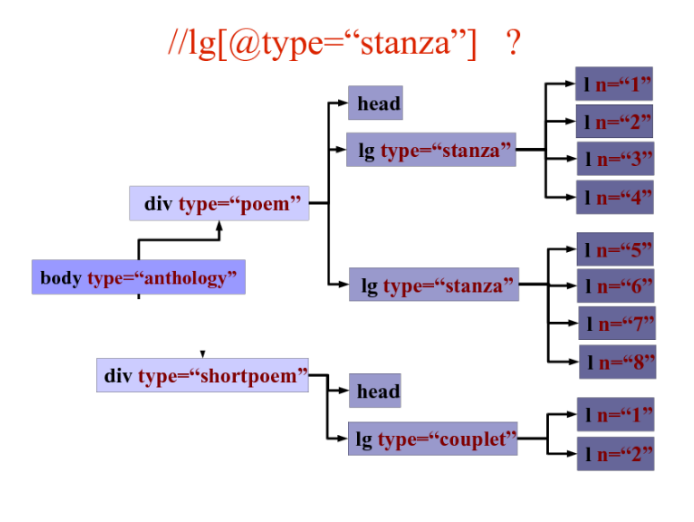 //lg[@type=“stanza”] ?
head
lg type=“stanza”
l n=“1”
l n=“2”
l n=“3”
l n=“4”
div type=“poem”
body type=“anthology”
lg type=“stanza”
l n=“5”
l n=“6”
l n=“7”
l n=“8”
div type=“shortpoem”
head
lg type=“couplet”
l n=“1”
l n=“2”